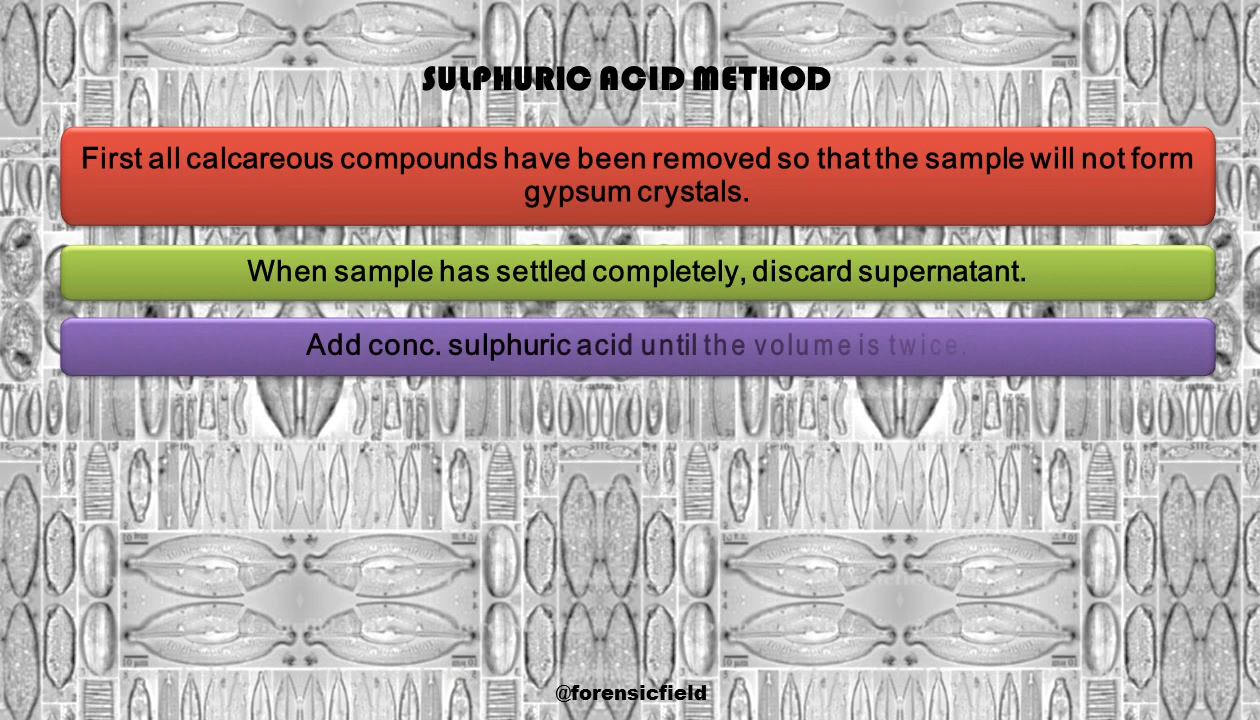 SULPHURIC ACID METHOD
First all calcareous compounds have been removed so that the sample will not form
gypsum crystals.
When sample has settled completely, discard supernatant.
Add conc. sulphuric acid until the volume is twice.
@forensicfield